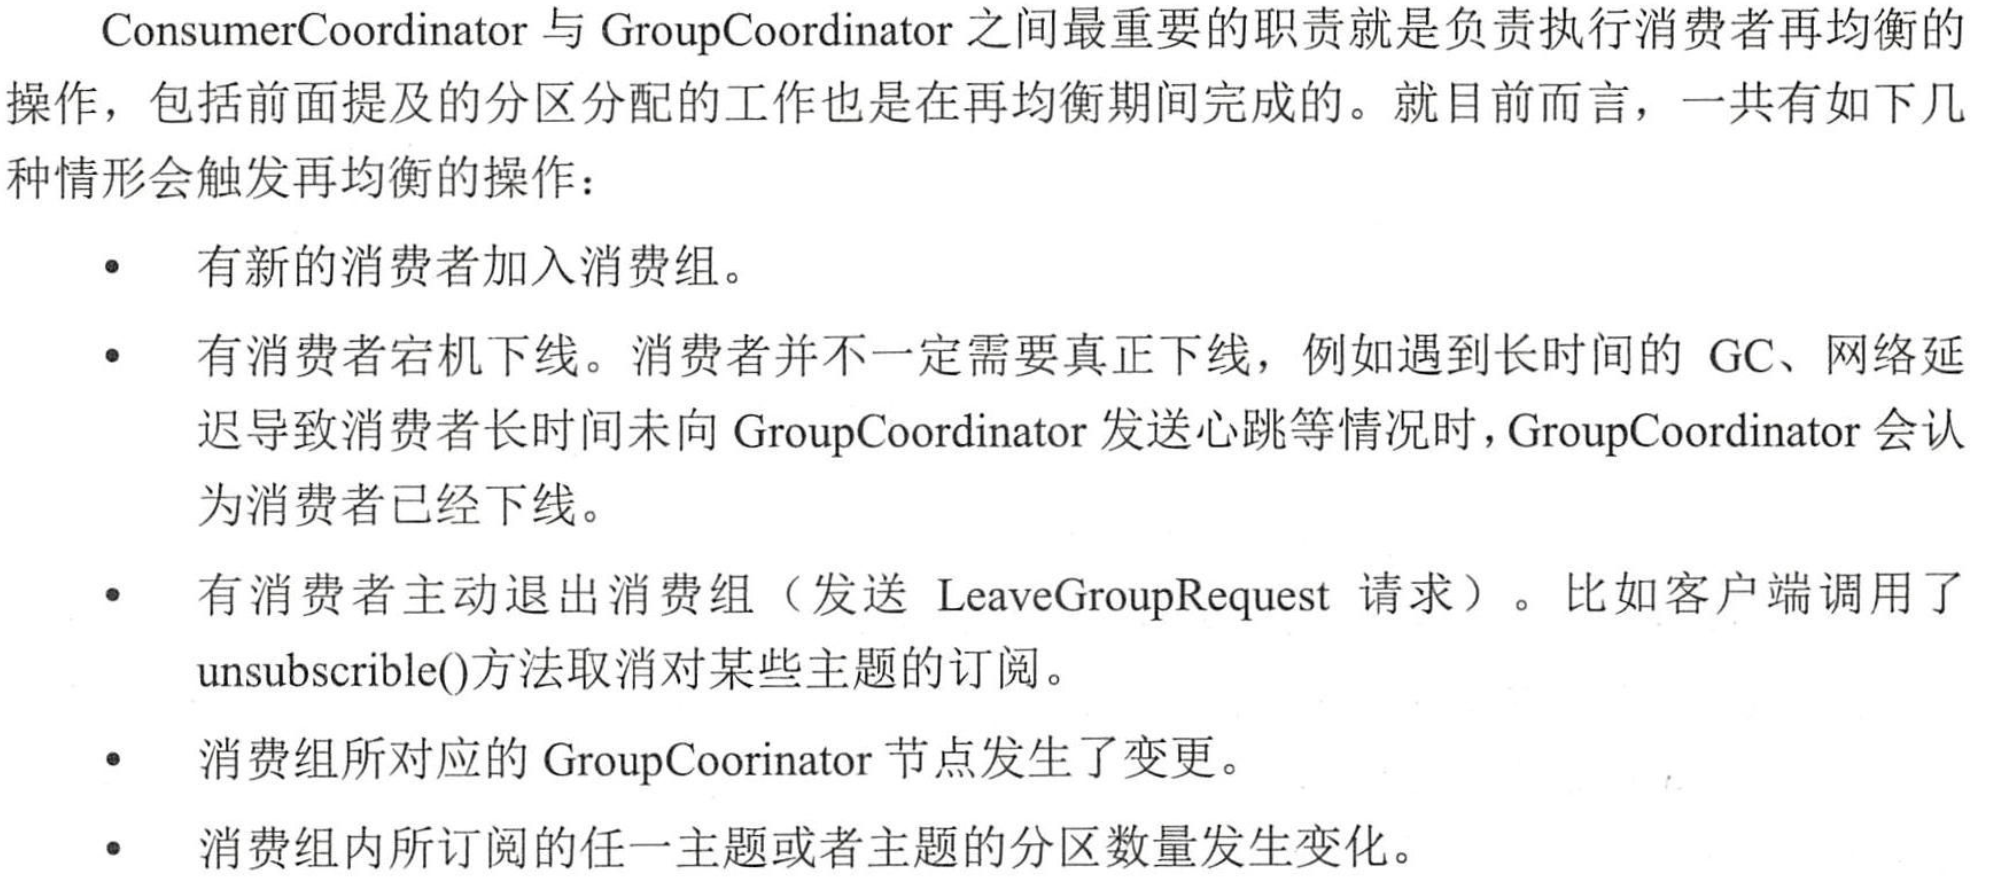 ConsumerCoordinator 与 GroupCoordinator 之间最重要的职责就是负责执行消费者再均衡的
操作，包括前面提及的分区分配的工作也是在再均衡期间完成的。就目前而言，一共有如下几
种情形会触发再均衡的操作：
• 有新的消费者加入消费组。
• 有消费者宕机下线。消费者并不一定需要真正下线，例如遇到长时间的 GC、网络延
迟导致消费者长时间未向 GroupCoordinator 发送心跳等情况时，GroupCoordinator 会认
为消费者已经下线。
• 有消费者主动退出消费组（发送 LeaveGroupRequest 请求）。比如客户端调用了
unsubscrible()方法取消对某些主题的订阅。
• 消费组所对应的 GroupCoorinator 节点发生了变更。
• 消费组内所订阅的任一主题或者主题的分区数量发生变化。